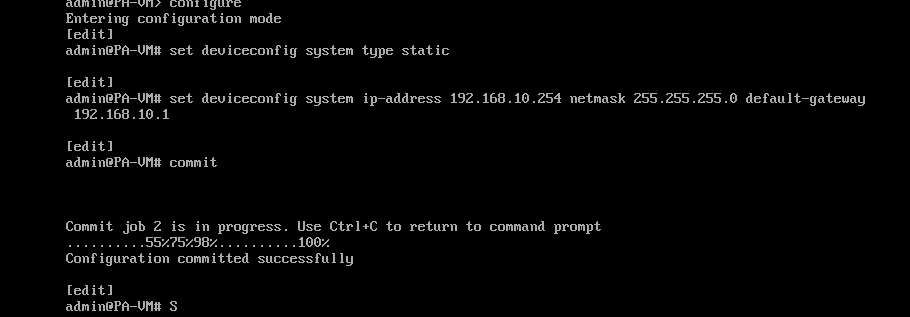 admin@PA-VM> configure
Entering configuration mode
[edit]
admin@PA-VM# set deviceconfig system type static
[edit]
admin@PA-VM# set deviceconfig system ip-address 192.168.10.254 netmask 255.255.255.0 default-gateway
192.168.10.1
[edit]
admin@PA-VM# commit
Commit job 2 is in progress. Use Ctrl+C to return to command prompt
..........55%75%98%..........100%
Configuration committed successfully
[edit]
admin@PA-VM# S